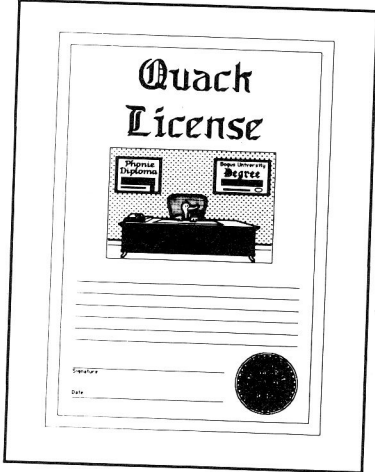 Quack
License
Phonie
Diploma
Bogus University
Degree
Signature
Date